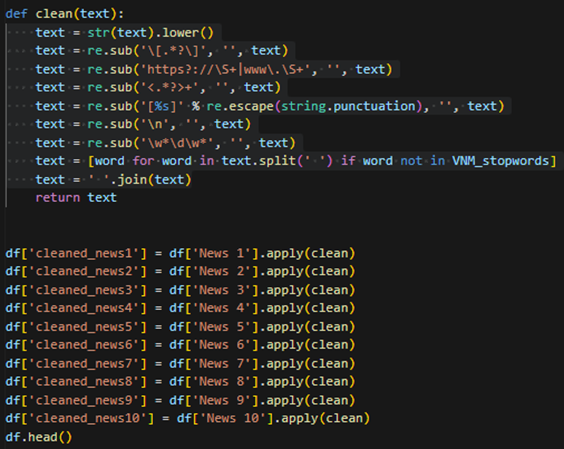 def clean(text):
    text = str(text).lower()
    text = re.sub('\[.*?\]', '', text)
    text = re.sub('https?://\S+|www\.\S+', '', text)
    text = re.sub('<.*?>+', '', text)
    text = re.sub('[%s]' % re.escape(string.punctuation), '', text)
    text = re.sub('\n', '', text)
    text = re.sub('\w*\d\w*', '', text)
    text = [word for word in text.split(' ') if word not in VNM_stopwords]
    text = ' '.join(text)
    return text
df['cleaned_news1'] = df['News 1'].apply(clean)
df['cleaned_news2'] = df['News 2'].apply(clean)
df['cleaned_news3'] = df['News 3'].apply(clean)
df['cleaned_news4'] = df['News 4'].apply(clean)
df['cleaned_news5'] = df['News 5'].apply(clean)
df['cleaned_news6'] = df['News 6'].apply(clean)
df['cleaned_news7'] = df['News 7'].apply(clean)
df['cleaned_news8'] = df['News 8'].apply(clean)
df['cleaned_news9'] = df['News 9'].apply(clean)
df['cleaned_news10'] = df['News 10'].apply(clean)
df.head()